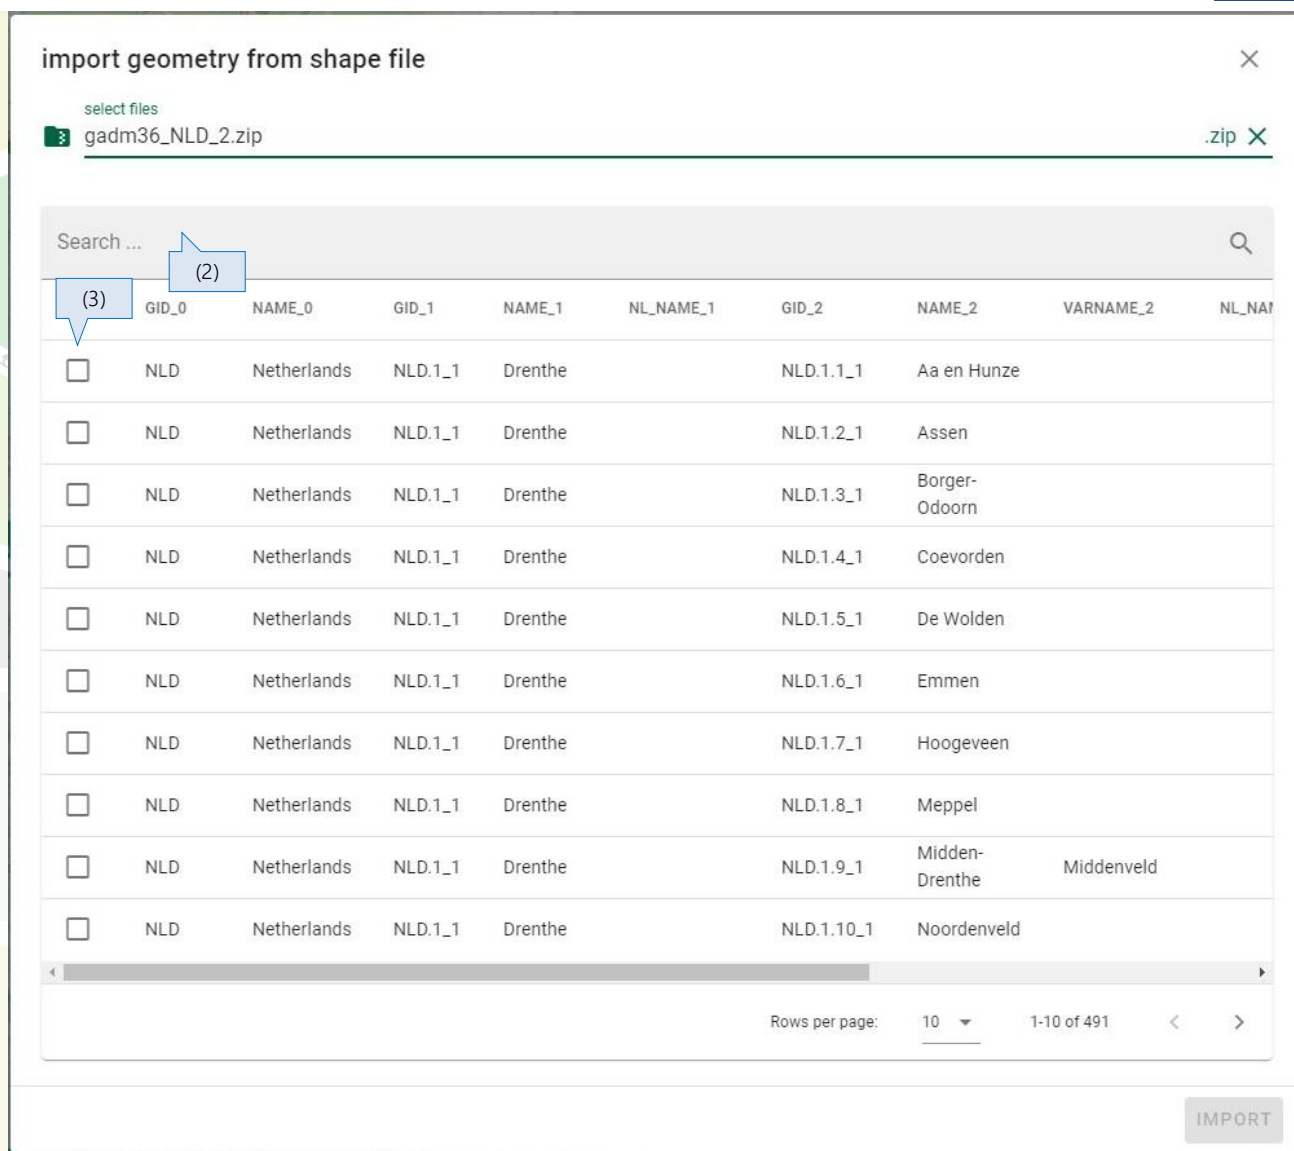 import geometry from shape file
select files
gadm36_NLD_2.zip .zip
Search ...
(2)
(3)
GID_0 NAME_0 GID_1 NAME_1 NL_NAME_1 GID_2 NAME_2 VARNAME_2 NL_NAM
NLD Netherlands NLD.1_1 Drenthe NLD.1.1_1 Aa en Hunze
NLD Netherlands NLD.1_1 Drenthe NLD.1.2_1 Assen
NLD Netherlands NLD.1_1 Drenthe NLD.1.3_1 Borger-
Odoorn
NLD Netherlands NLD.1_1 Drenthe NLD.1.4_1 Coevorden
NLD Netherlands NLD.1_1 Drenthe NLD.1.5_1 De Wolden
NLD Netherlands NLD.1_1 Drenthe NLD.1.6_1 Emmen
NLD Netherlands NLD.1_1 Drenthe NLD.1.7_1 Hoogeveen
NLD Netherlands NLD.1_1 Drenthe NLD.1.8_1 Meppel
NLD Netherlands NLD.1_1 Drenthe NLD.1.9_1 Midden-
Drenthe Middenveld
NLD Netherlands NLD.1_1 Drenthe NLD.1.10_1 Noordenveld
Rows per page: 10 1-10 of 491
IMPORT